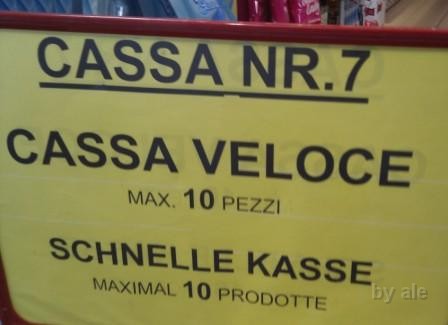 CASSA NR.7
CASSA VELOCE
MAX. 10 PEZZI
SCHNELLE KASSE
MAXIMAL 10 PRODOTTE
by ale